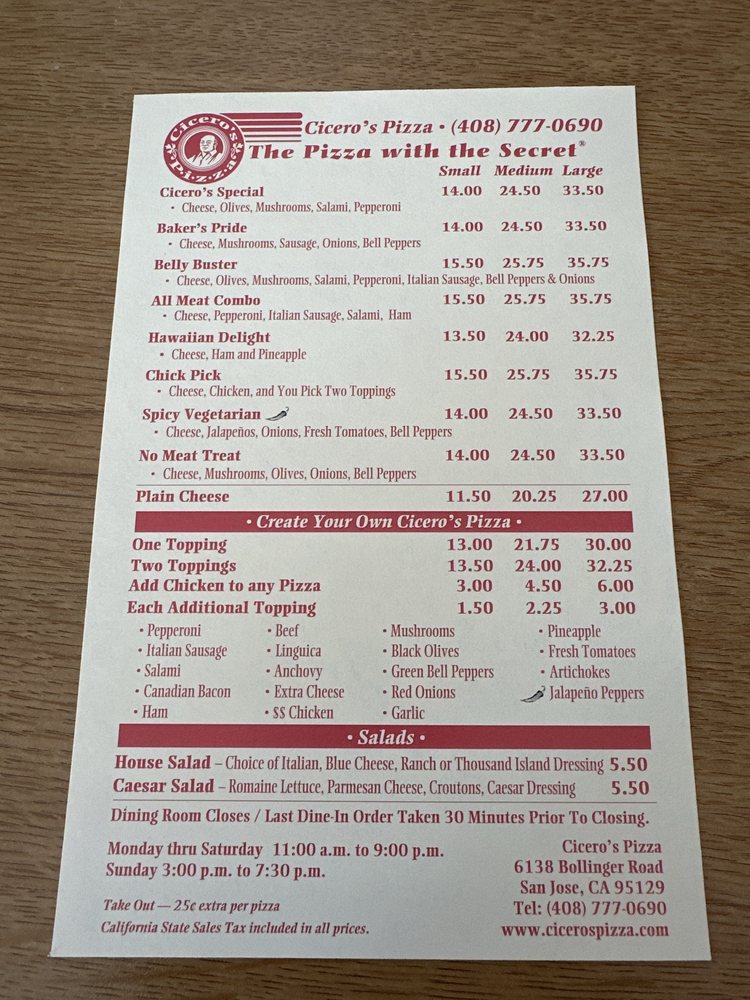 Cicero's Pizza
Cicero's Pizza • (408) 777-0690
The Pizza with the Secret®
Small Medium Large
Cicero's Special 14.00 24.50 33.50
• Cheese, Olives, Mushrooms, Salami, Pepperoni
Baker's Pride 14.00 24.50 33.50
• Cheese, Mushrooms, Sausage, Onions, Bell Peppers
Belly Buster 15.50 25.75 35.75
• Cheese, Olives, Mushrooms, Salami, Pepperoni, Italian Sausage, Bell Peppers & Onions
All Meat Combo 15.50 25.75 35.75
• Cheese, Pepperoni, Italian Sausage, Salami, Ham
Hawaiian Delight 13.50 24.00 32.25
• Cheese, Ham and Pineapple
Chick Pick 15.50 25.75 35.75
• Cheese, Chicken, and You Pick Two Toppings
Spicy Vegetarian 14.00 24.50 33.50
• Cheese, Jalapeños, Onions, Fresh Tomatoes, Bell Peppers
No Meat Treat 14.00 24.50 33.50
• Cheese, Mushrooms, Olives, Onions, Bell Peppers
Plain Cheese 11.50 20.25 27.00
• Create Your Own Cicero's Pizza •
One Topping 13.00 21.75 30.00
Two Toppings 13.50 24.00 32.25
Add Chicken to any Pizza 3.00 4.50 6.00
Each Additional Topping 1.50 2.25 3.00
• Pepperoni • Beef • Mushrooms • Pineapple
• Italian Sausage • Linguica • Black Olives • Fresh Tomatoes
• Salami • Anchovy • Green Bell Peppers • Artichokes
• Canadian Bacon • Extra Cheese • Red Onions Jalapeño Peppers
• Ham • $$ Chicken • Garlic
• Salads •
House Salad – Choice of Italian, Blue Cheese, Ranch or Thousand Island Dressing 5.50
Caesar Salad – Romaine Lettuce, Parmesan Cheese, Croutons, Caesar Dressing 5.50
Dining Room Closes / Last Dine-In Order Taken 30 Minutes Prior To Closing.
Monday thru Saturday 11:00 a.m. to 9:00 p.m.
Sunday 3:00 p.m. to 7:30 p.m.
Take Out — 25¢ extra per pizza
California State Sales Tax included in all prices.
Cicero's Pizza
6138 Bollinger Road
San Jose, CA 95129
Tel: (408) 777-0690
www.cicerospizza.com